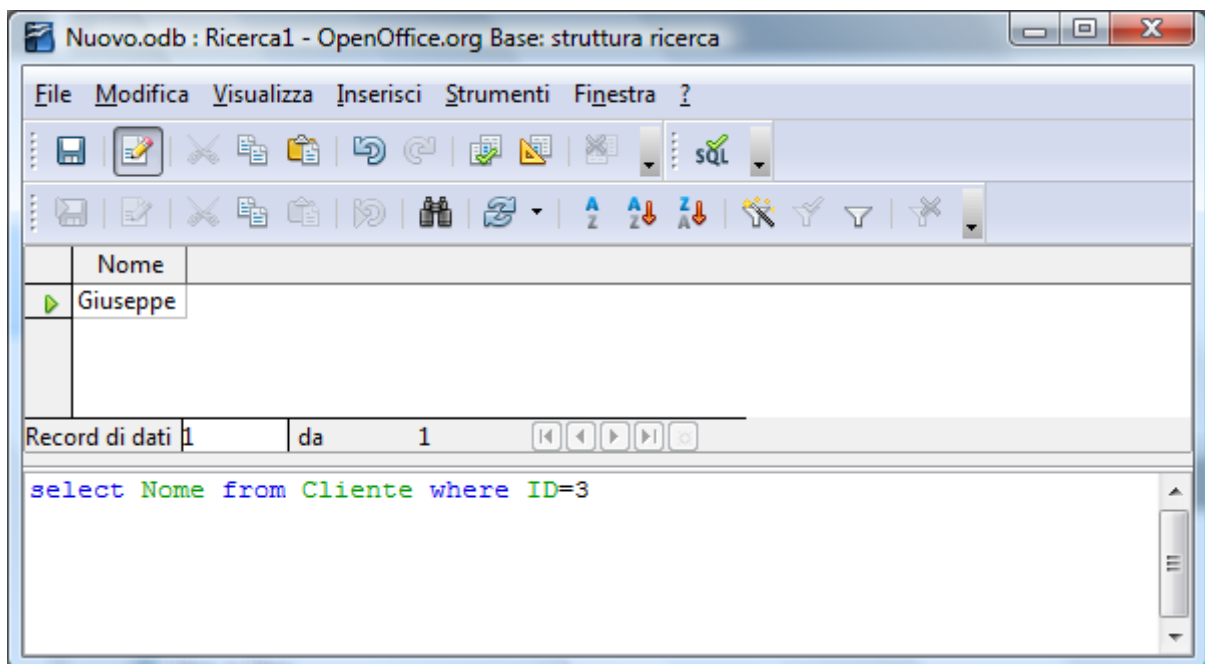 Nuovo.odb : Ricerca1 - OpenOffice.org Base: struttura ricerca
File Modifica Visualizza Inserisci Strumenti Finestra ?
SQL
A Z A Z Z A
Nome
Giuseppe
Record di dati 1 da 1
select Nome from Cliente where ID=3